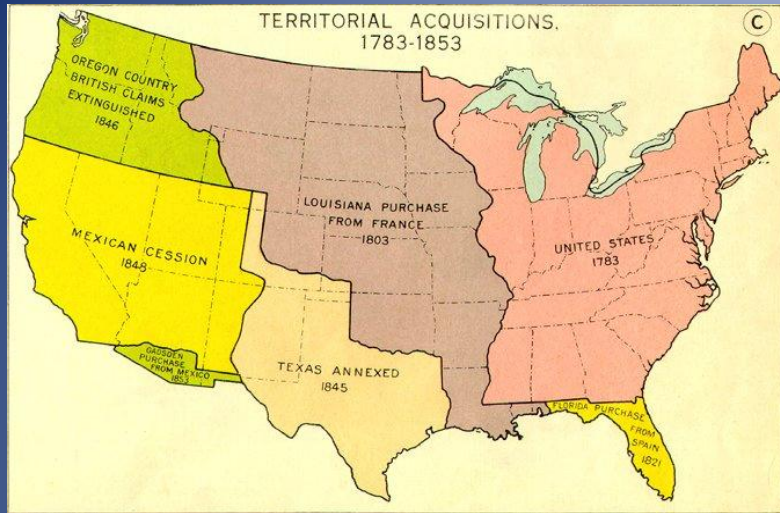 TERRITORIAL ACQUISITIONS,
1783-1853
C
OREGON COUNTRY
BRITISH CLAIMS
EXTINGUISHED
1846
LOUISIANA PURCHASE
FROM FRANCE
1803
UNITED STATES
1783
MEXICAN CESSION
1848
GADSDEN
PURCHASE
FROM MEXICO
1853
TEXAS ANNEXED
1845
FLORIDA PURCHASE
FROM
SPAIN
1821